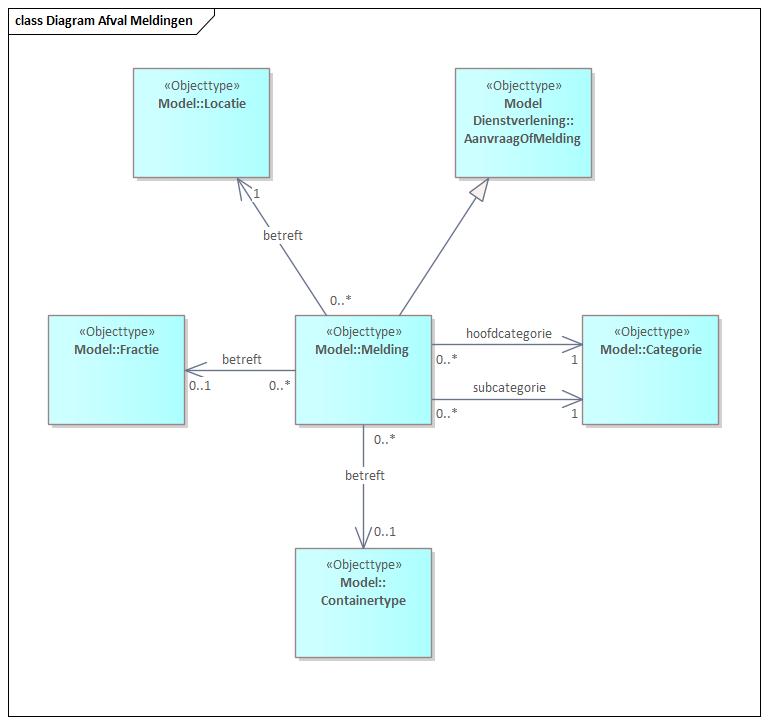 class Diagram Afval Meldingen
«Objecttype»
Model::Locatie
«Objecttype»
Model
Dienstverlening::
AanvraagOfMelding
1
betreft
0..*
«Objecttype»
Model::Fractie
betreft
0..1
0..*
«Objecttype»
Model::Melding
hoofdcategorie
0..*
1
subcategorie
0..*
1
«Objecttype»
Model::Categorie
0..*
betreft
0..1
«Objecttype»
Model::
Containertype